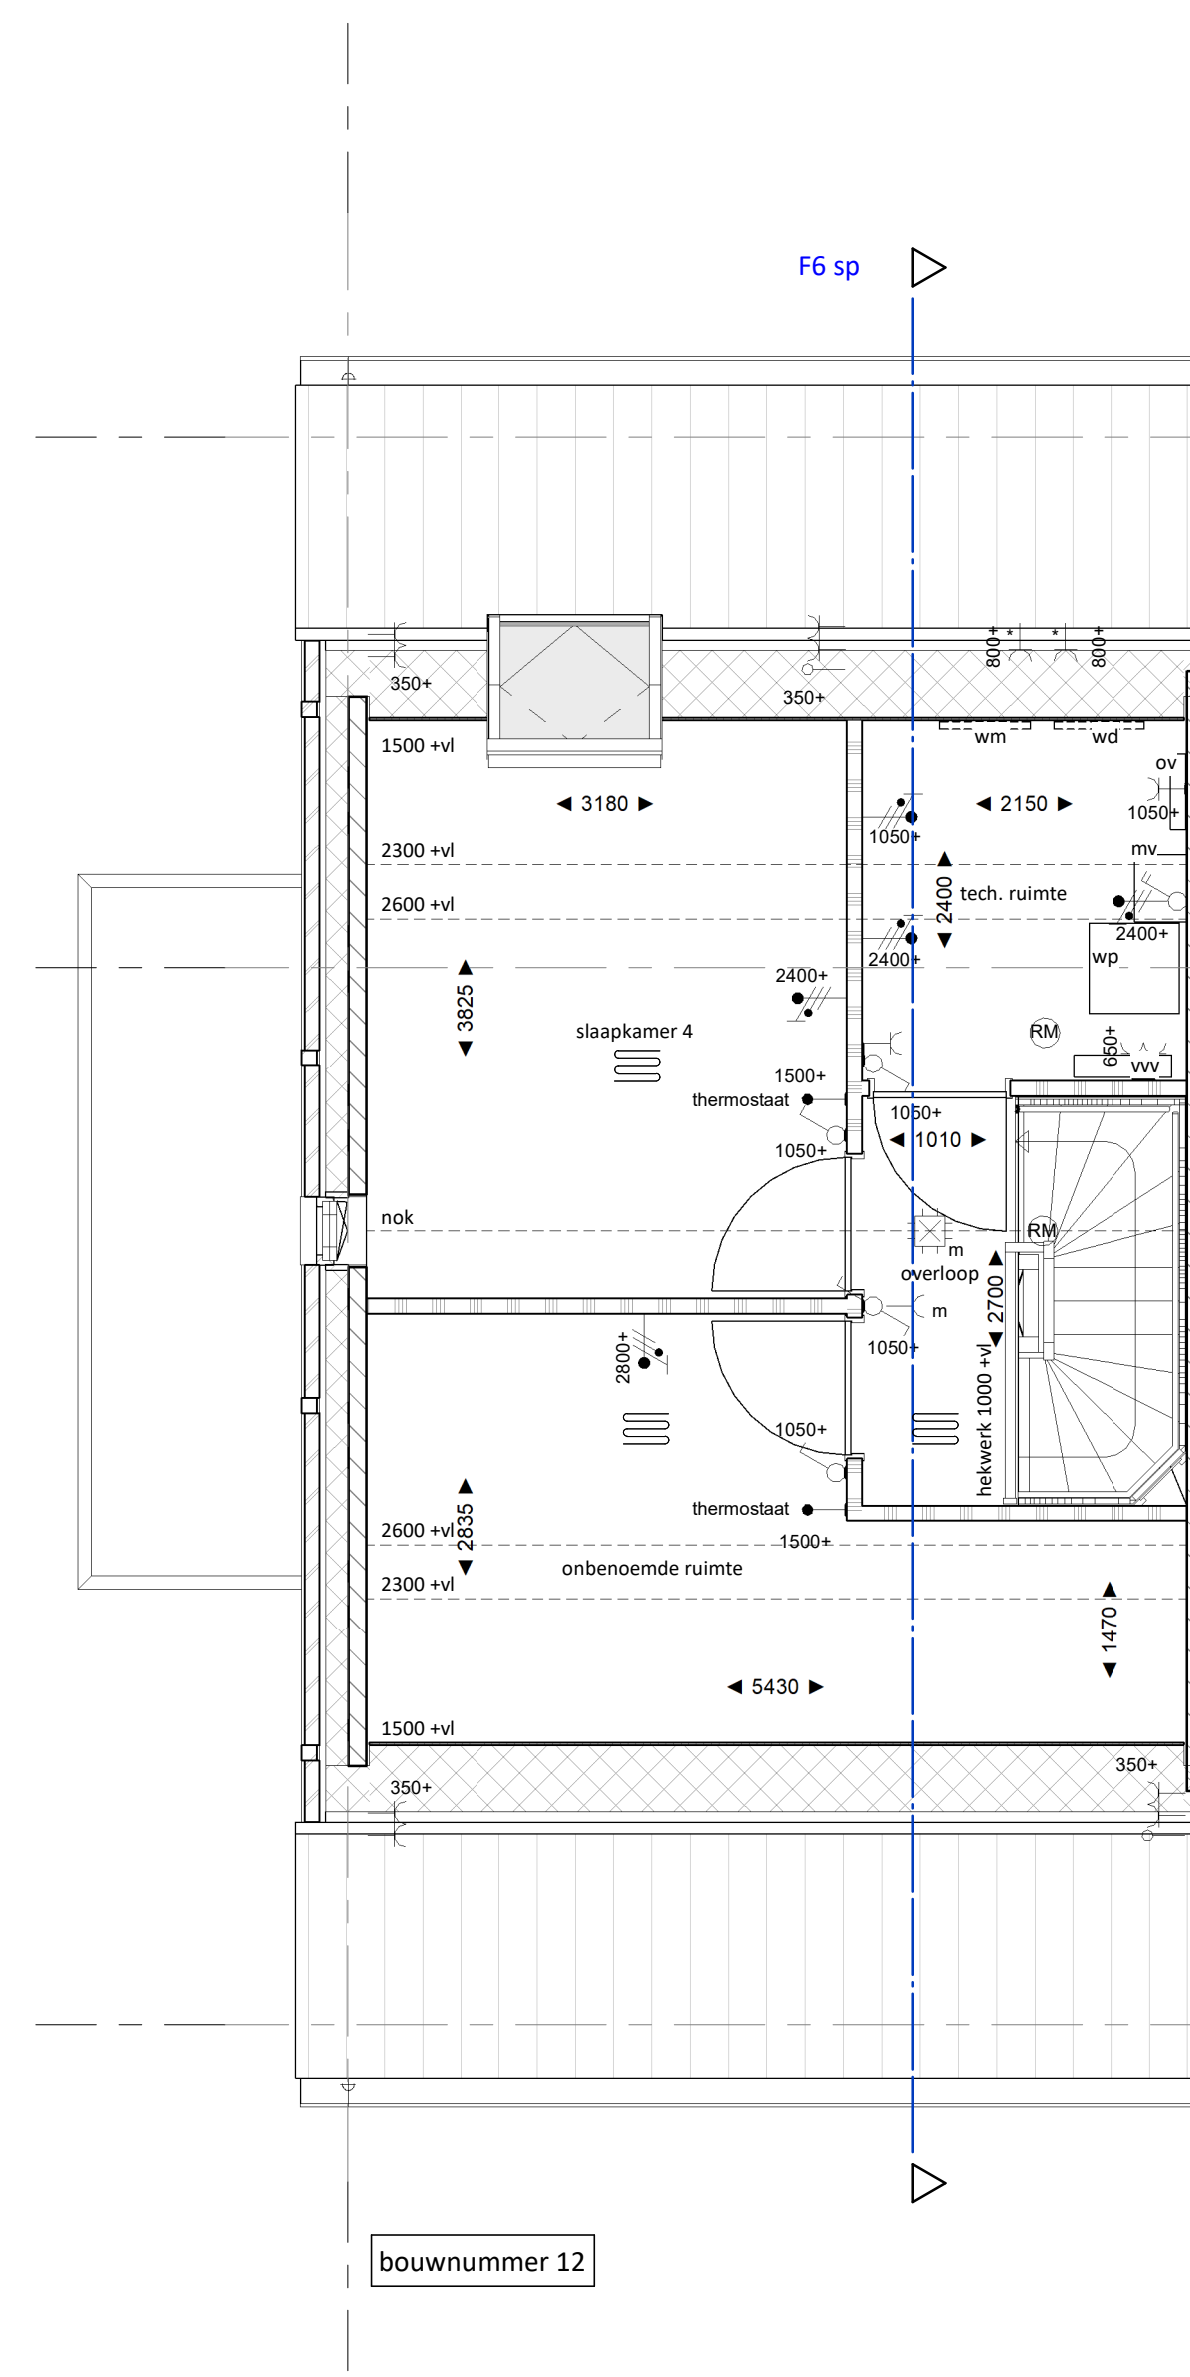 F6 sp
800+
*
*
800+
350+
350+
1500 +vl
wm
wd
ov
3180
2150
1050+
1050+
2300 +vl
mv
2400
tech. ruimte
2600 +vl
2400+
2400+
wp
2400+
3825
slaapkamer 4
RM
650+
vvv
1500+
thermostaat
1050+
1010
1050+
nok
RM
m
overloop
2700
m
1050+
2800+
hekwerk 1000 +vl
1050+
thermostaat
1500+
2600 +vl
2835
onbenoemde ruimte
2300 +vl
1470
5430
1500 +vl
350+
350+
bouwnummer 12